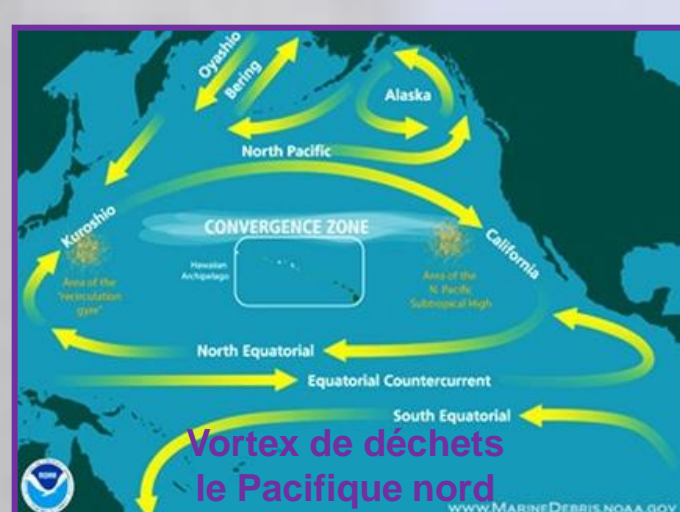 Oyashio
Bering
Alaska
North Pacific
Kuroshio
CONVERGENCE ZONE
California
Hawaiian
Archipelago
Area of the
"recirculation
gyre"
Area of the
N. Pacific
Subtropical High
North Equatorial
Equatorial Countercurrent
South Equatorial
Vortex de déchets
le Pacifique nord
www.MarineDebris.noaa.gov